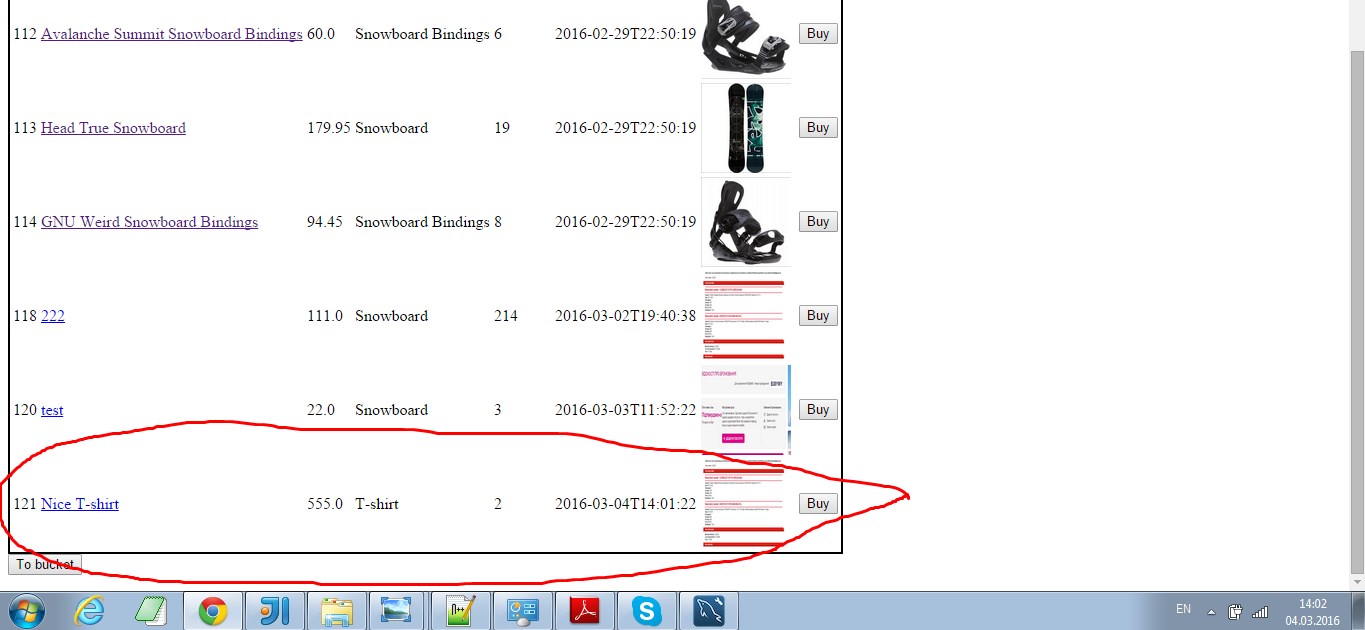 112 Avalanche Summit Snowboard Bindings 60.0 Snowboard Bindings 6 2016-02-29T22:50:19 Buy
113 Head True Snowboard 179.95 Snowboard 19 2016-02-29T22:50:19 Buy
114 GNU Weird Snowboard Bindings 94.45 Snowboard Bindings 8 2016-02-29T22:50:19 Buy
118 222 111.0 Snowboard 214 2016-03-02T19:40:38 Buy
120 test 22.0 Snowboard 3 2016-03-03T11:52:22 Buy
121 Nice T-shirt 555.0 T-shirt 2 2016-03-04T14:01:22 Buy
To bucket
EN 14:02
04.03.2016